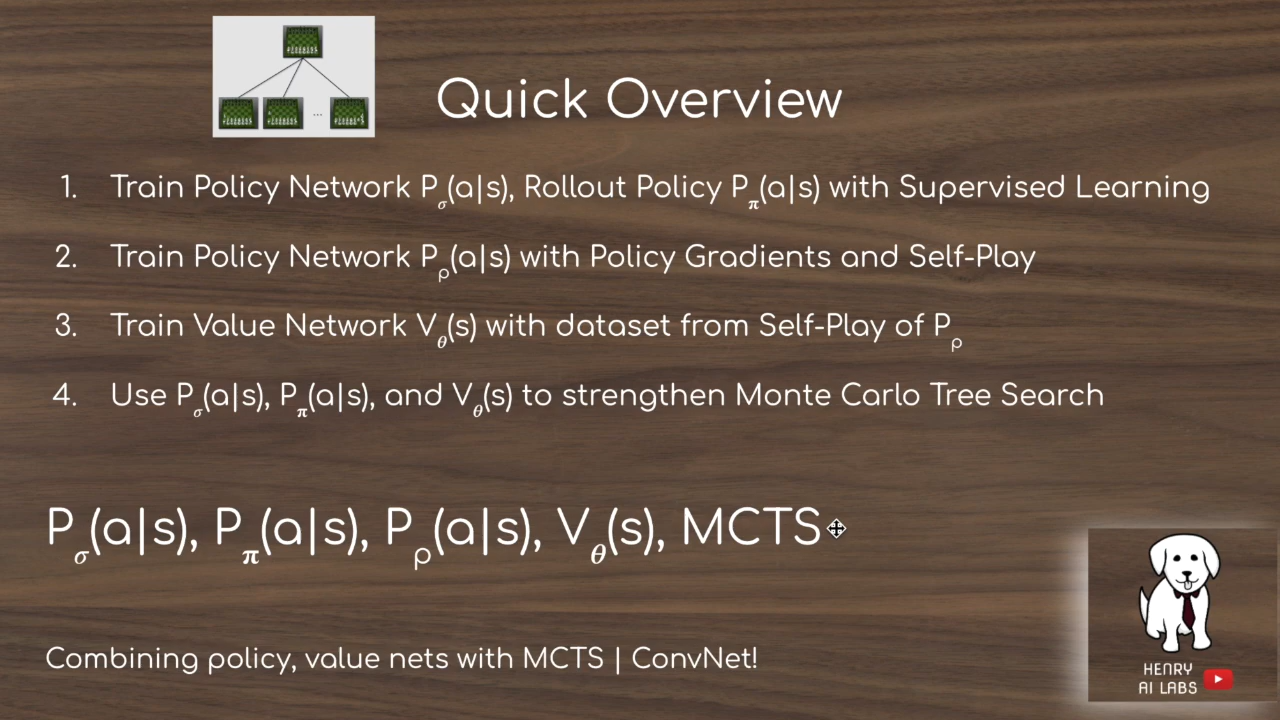 Quick Overview
1. Train Policy Network Pσ(a|s), Rollout Policy Pπ(a|s) with Supervised Learning
2. Train Policy Network Pρ(a|s) with Policy Gradients and Self-Play
3. Train Value Network Vθ(s) with dataset from Self-Play of Pρ
4. Use Pσ(a|s), Pπ(a|s), and Vθ(s) to strengthen Monte Carlo Tree Search
Pσ(a|s), Pπ(a|s), Pρ(a|s), Vθ(s), MCTS
Combining policy, value nets with MCTS | ConvNet!
HENRY
AI LABS